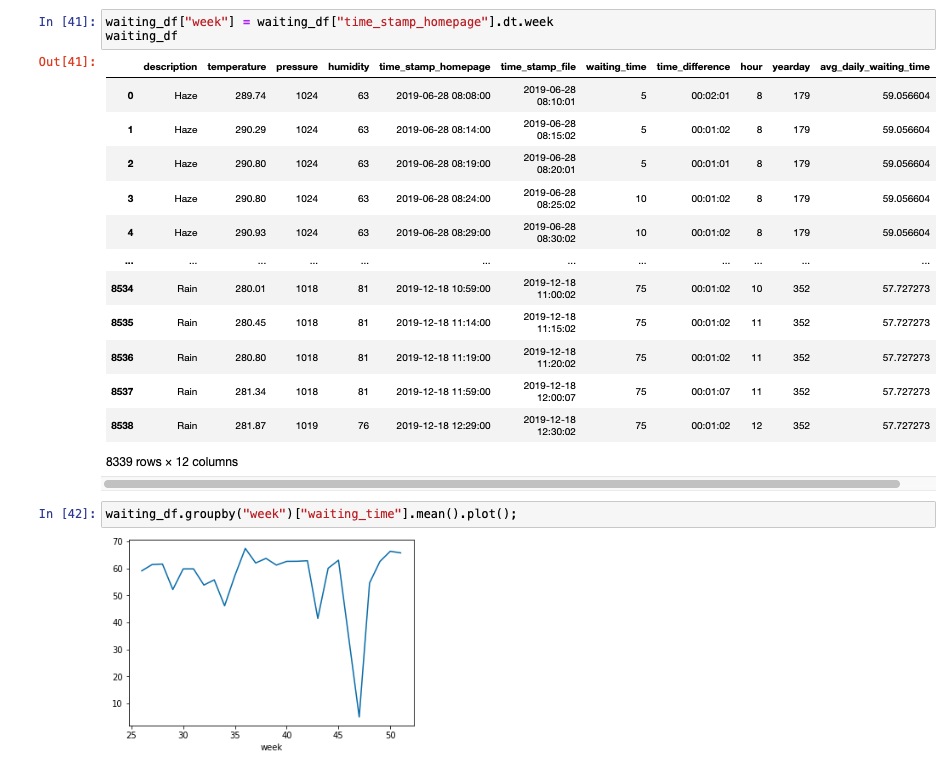 In [41]: waiting_df["week"] = waiting_df["time_stamp_homepage"].dt.week
waiting_df
Out[41]:
description temperature pressure humidity time_stamp_homepage time_stamp_file waiting_time time_difference hour yearday avg_daily_waiting_time
0 Haze 289.74 1024 63 2019-06-28 08:08:00 2019-06-28 08:10:01 5 00:02:01 8 179 59.056604
1 Haze 290.29 1024 63 2019-06-28 08:14:00 2019-06-28 08:15:02 5 00:01:02 8 179 59.056604
2 Haze 290.80 1024 63 2019-06-28 08:19:00 2019-06-28 08:20:01 5 00:01:01 8 179 59.056604
3 Haze 290.80 1024 63 2019-06-28 08:24:00 2019-06-28 08:25:02 10 00:01:02 8 179 59.056604
4 Haze 290.93 1024 63 2019-06-28 08:29:00 2019-06-28 08:30:02 10 00:01:02 8 179 59.056604
... ... ... ... ... ... ... ... ... ... ... ...
8534 Rain 280.01 1018 81 2019-12-18 10:59:00 2019-12-18 11:00:02 75 00:01:02 10 352 57.727273
8535 Rain 280.45 1018 81 2019-12-18 11:14:00 2019-12-18 11:15:02 75 00:01:02 11 352 57.727273
8536 Rain 280.80 1018 81 2019-12-18 11:19:00 2019-12-18 11:20:02 75 00:01:02 11 352 57.727273
8537 Rain 281.34 1018 81 2019-12-18 11:59:00 2019-12-18 12:00:07 75 00:01:07 11 352 57.727273
8538 Rain 281.87 1019 76 2019-12-18 12:29:00 2019-12-18 12:30:02 75 00:01:02 12 352 57.727273
8339 rows × 12 columns
In [42]: waiting_df.groupby("week")["waiting_time"].mean().plot();
70
60
50
40
30
20
10
25 30 35 40 45 50
week